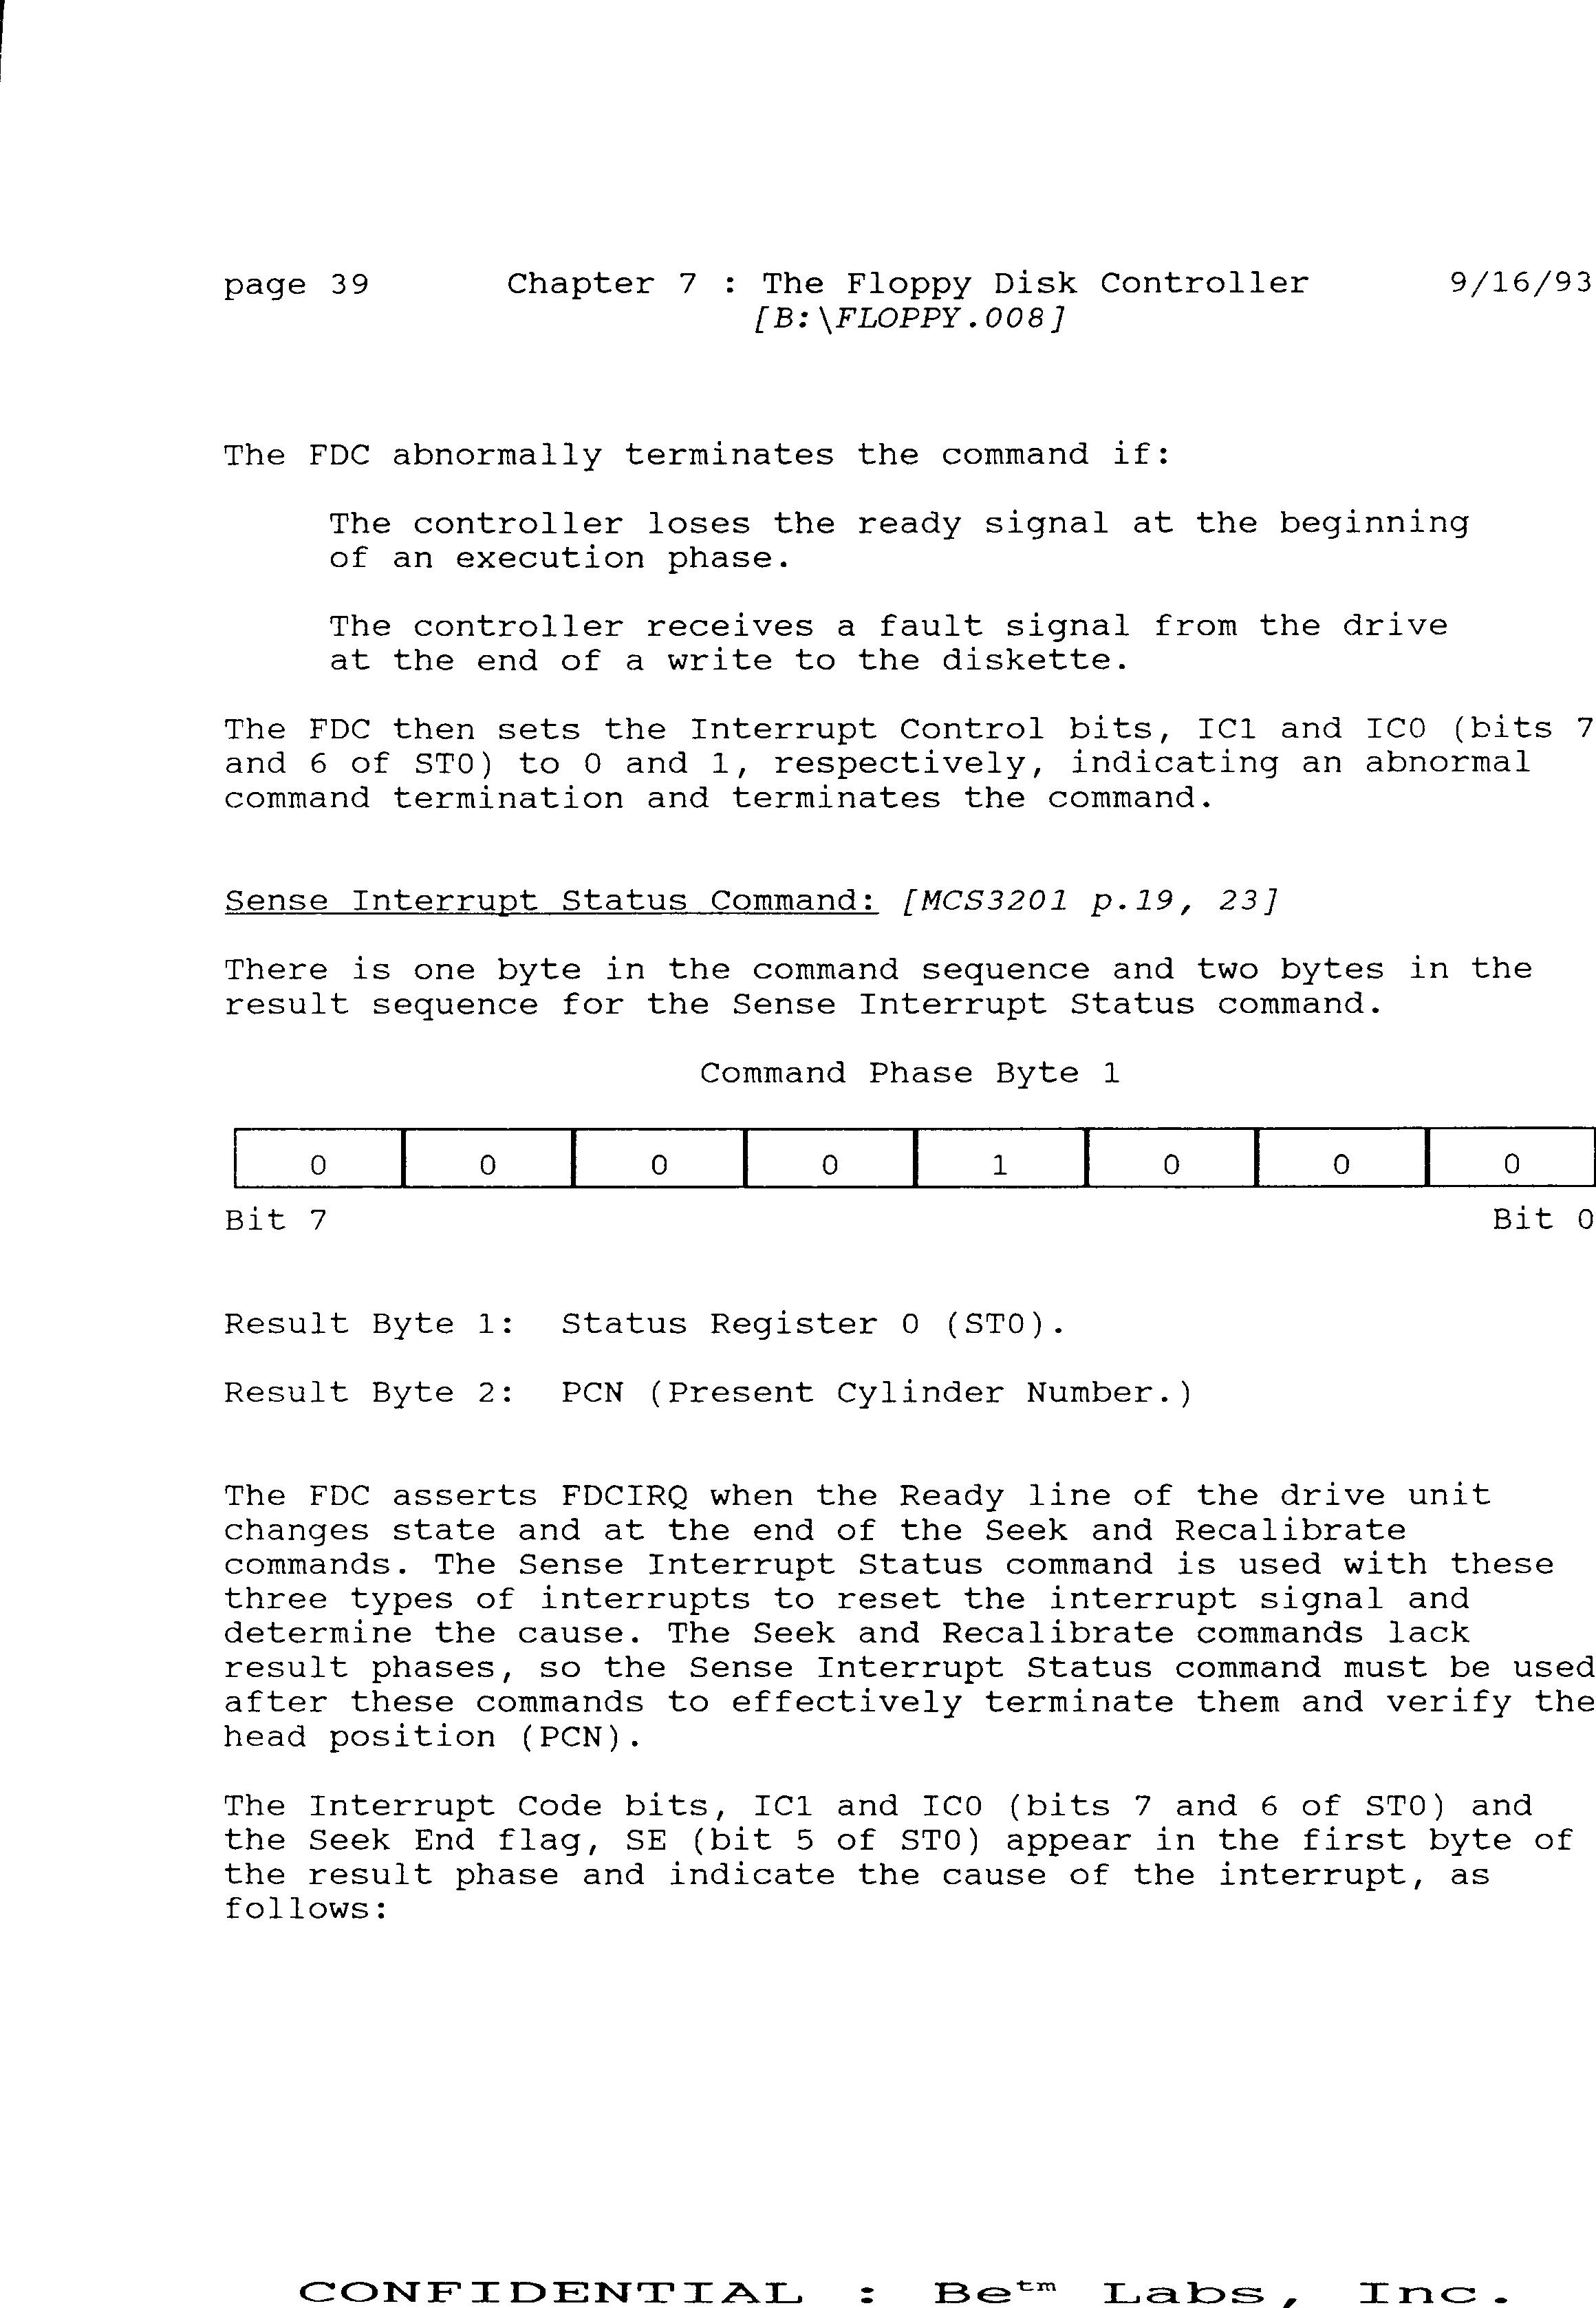 page 39 Chapter 7 : The Floppy Disk Controller 9/16/93
[B:\FLOPPY.008]
The FDC abnormally terminates the command if:
The controller loses the ready signal at the beginning
of an execution phase.
The controller receives a fault signal from the drive
at the end of a write to the diskette.
The FDC then sets the Interrupt Control bits, IC1 and IC0 (bits 7
and 6 of ST0) to 0 and 1, respectively, indicating an abnormal
command termination and terminates the command.
Sense Interrupt Status Command: [MCS3201 p.19, 23]
There is one byte in the command sequence and two bytes in the
result sequence for the Sense Interrupt Status command.
Command Phase Byte 1
0 0 0 0 1 0 0 0
Bit 7 Bit 0
Result Byte 1: Status Register 0 (ST0).
Result Byte 2: PCN (Present Cylinder Number.)
The FDC asserts FDCIRQ when the Ready line of the drive unit
changes state and at the end of the Seek and Recalibrate
commands. The Sense Interrupt Status command is used with these
three types of interrupts to reset the interrupt signal and
determine the cause. The Seek and Recalibrate commands lack
result phases, so the Sense Interrupt Status command must be used
after these commands to effectively terminate them and verify the
head position (PCN).
The Interrupt Code bits, IC1 and IC0 (bits 7 and 6 of ST0) and
the Seek End flag, SE (bit 5 of ST0) appear in the first byte of
the result phase and indicate the cause of the interrupt, as
follows:
CONFIDENTIAL : Be™ Labs, Inc.